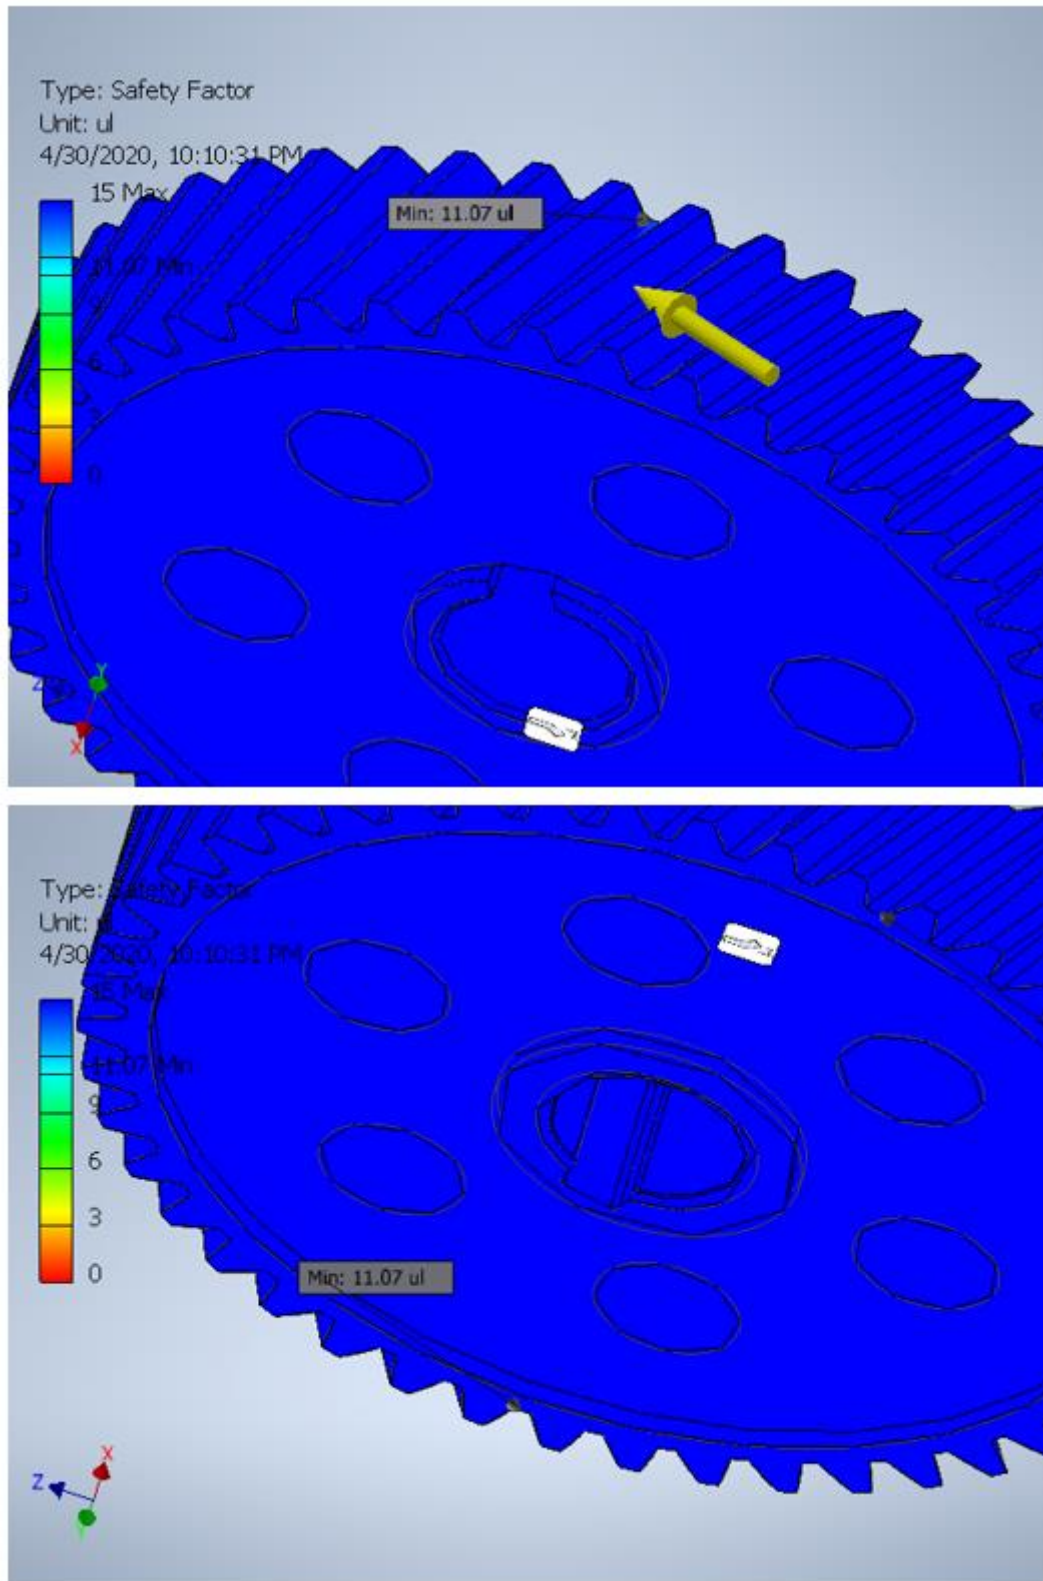 Type: Safety Factor
Unit: ul
4/30/2020, 10:10:31 PM
15 Max
Min: 11.07 ul
11.07 Min
6
0
Y
Z
X
Type: Safety Factor
Unit:
4/30/2020, 10:10:31 PM
15 Max
11.07 Min
9
6
3
0
Min: 11.07 ul
X
Z
Y